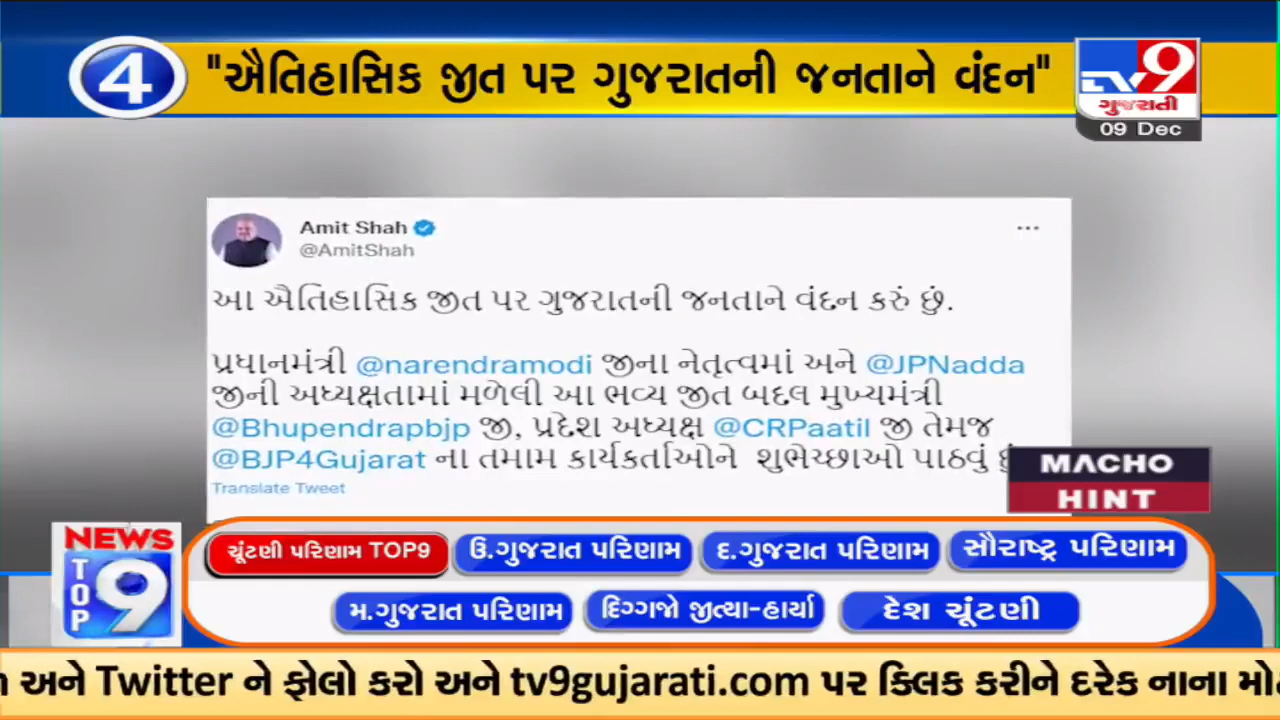 4
"ઐતિહાસિક જીત પર ગુજરાતની જનતાને વંદન"
TV9
ગુજરાતી
09 Dec
Amit Shah
@AmitShah
આ ઐતિહાસિક જીત પર ગુજરાતની જનતાને વંદન કરું છું.
પ્રધાનમંત્રી @narendramodi જીના નેતૃત્વમાં અને @JPNadda
જીની અધ્યક્ષતામાં મળેલી આ ભવ્ય જીત બદલ મુખ્યમંત્રી
@Bhupendrapbjp જી, પ્રદેશ અધ્યક્ષ @CRPaatil જી તેમજ
@BJP4Gujarat ના તમામ કાર્યકર્તાઓને શુભેચ્છાઓ પાઠવું
Translate Tweet
MACHO
HINT
NEWS
TOP
9
ચૂંટણી પરિણામ TOP9
ઉ.ગુજરાત પરિણામ
દ.ગુજરાત પરિણામ
સૌરાષ્ટ્ર પરિણામ
મ.ગુજરાત પરિણામ
દિગ્ગજો જીત્યા-હાર્યા
દેશ ચૂંટણી
અને Twitter ને ફોલો કરો અને tv9gujarati.com પર ક્લિક કરીને દરેક નાના